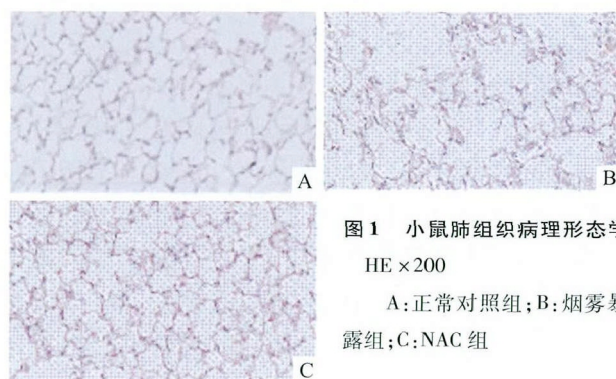 A
B
C
图1 小鼠肺组织病理形态学
HE ×200
A:正常对照组;B:烟雾暴
露组;C:NAC 组